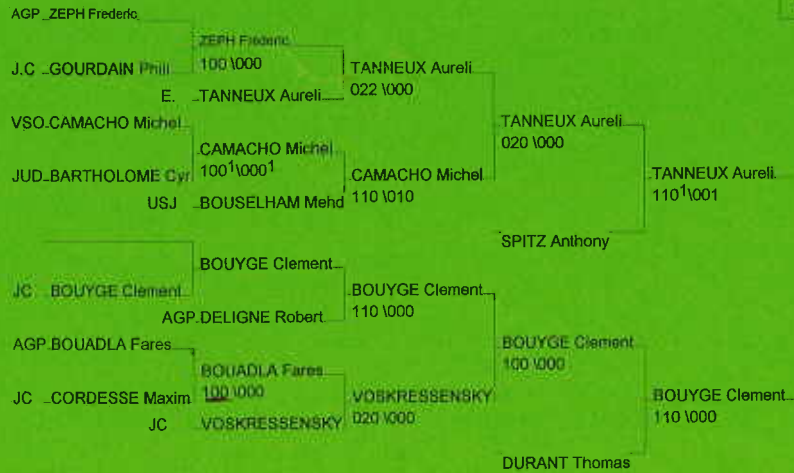 AGP ZEPH Frederic
ZEPH Frederic
100 \000
J.C GOURDAIN Phili
TANNEUX Aureli
022 \000
E. TANNEUX Aureli
VSO CAMACHO Michel
TANNEUX Aureli
020 \000
CAMACHO Michel
100¹\000¹
JUD BARTHOLOME Cyr
CAMACHO Michel
110 \010
TANNEUX Aureli
110¹\001
USJ BOUSELHAM Mehd
SPITZ Anthony
BOUYGE Clement
JC BOUYGE Clement
BOUYGE Clement
110 \000
AGP DELIGNE Robert
AGP BOUADLA Fares
BOUYGE Clement
100 \000
BOUADLA Fares
100 \000
JC CORDESSE Maxim
VOSKRESSENSKY
020 \000
BOUYGE Clement
110 \000
JC VOSKRESSENSKY
DURANT Thomas